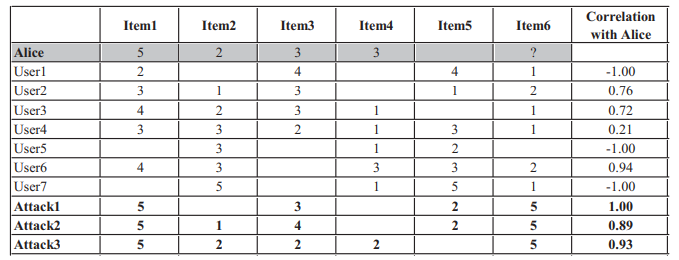 Item1 Item2 Item3 Item4 Item5 Item6 Correlation with Alice
Alice 5 2 3 3 ?
User1 2 4 4 1 -1.00
User2 3 1 3 1 2 0.76
User3 4 2 3 1 1 0.72
User4 3 3 2 1 3 1 0.21
User5 3 1 2 -1.00
User6 4 3 3 3 2 0.94
User7 5 1 5 1 -1.00
Attack1 5 3 2 5 1.00
Attack2 5 1 4 2 5 0.89
Attack3 5 2 2 2 5 0.93